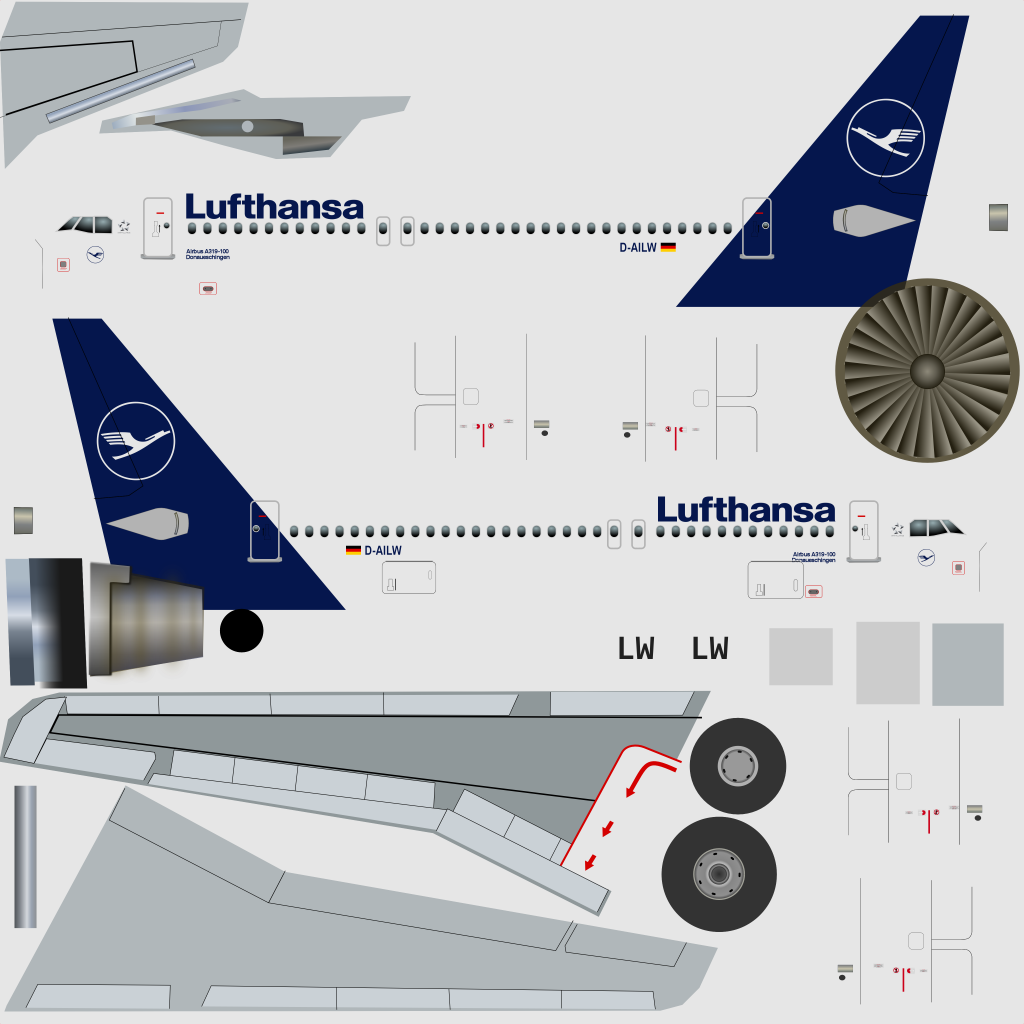 Lufthansa
D-AILW
Airbus A319-100
Donaueschingen
Lufthansa
D-AILW
Airbus A319-100
Donaueschingen
LW LW